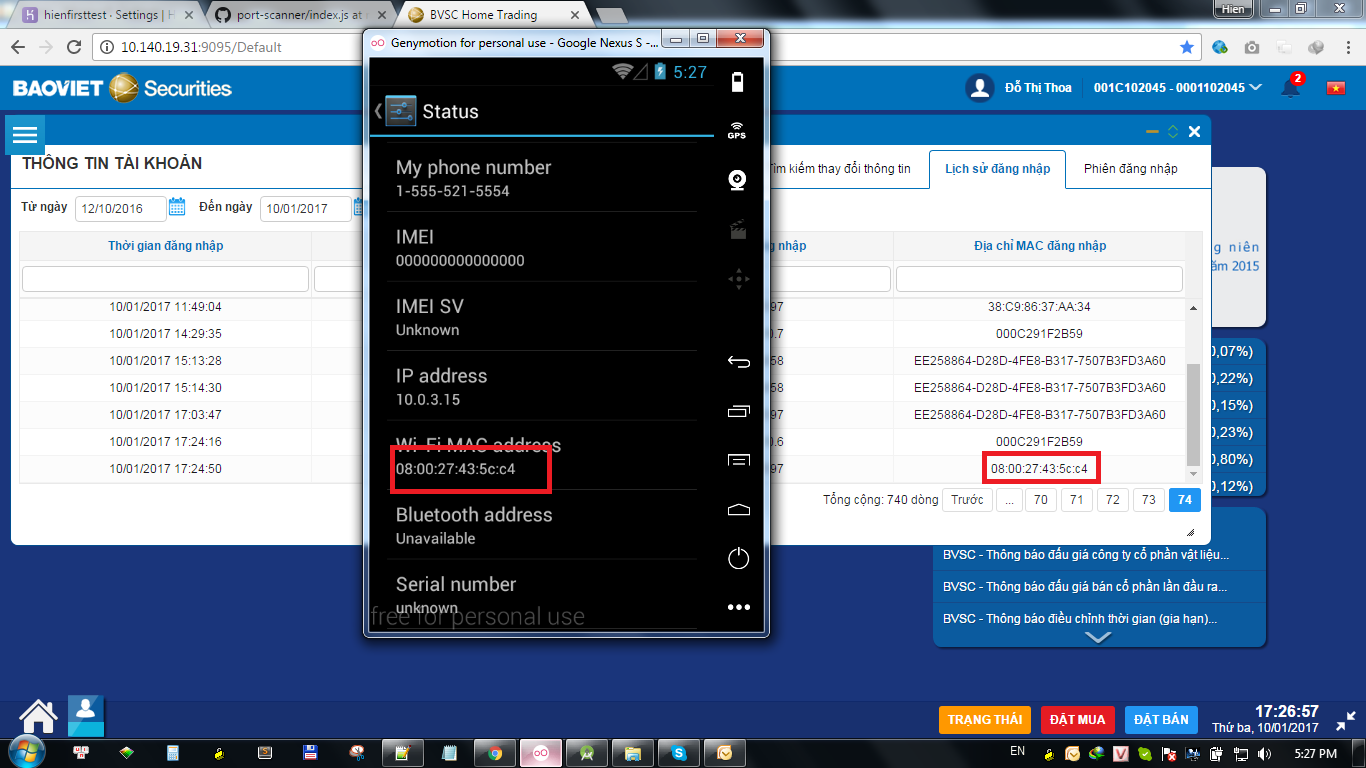 hienfirsttest · Settings | H
port-scanner/index.js at
BVSC Home Trading
Hien
10.140.19.31:9095/Default
Genymotion for personal use - Google Nexus S -...
BAOVIET Securities
Đỗ Thị Thoa
001C102045 - 0001102045
2
5:27
Status
GPS
My phone number
1-555-521-5554
IMEI
000000000000000
IMEI SV
Unknown
IP address
10.0.3.15
Wi-Fi MAC address
08:00:27:43:5c:c4
Bluetooth address
Unavailable
Serial number
unknown
free for personal use
THÔNG TIN TÀI KHOẢN
Tìm kiếm thay đổi thông tin
Lịch sử đăng nhập
Phiên đăng nhập
Từ ngày
12/10/2016
Đến ngày
10/01/2017
Thời gian đăng nhập
nhập
Địa chỉ MAC đăng nhập
10/01/2017 11:49:04
97
38:C9:86:37:AA:34
10/01/2017 14:29:35
0.7
000C291F2B59
10/01/2017 15:13:28
58
EE258864-D28D-4FE8-B317-7507B3FD3A60
10/01/2017 15:14:30
58
EE258864-D28D-4FE8-B317-7507B3FD3A60
10/01/2017 17:03:47
97
EE258864-D28D-4FE8-B317-7507B3FD3A60
10/01/2017 17:24:16
0.6
000C291F2B59
10/01/2017 17:24:50
97
08:00:27:43:5c:c4
Tổng cộng: 740 dòng
Trước
...
70
71
72
73
74
g niên
ăm 2015
0,07%)
0,22%)
0,15%)
0,23%)
0,80%)
0,12%)
BVSC - Thông báo đấu giá công ty cổ phần vật liệu...
BVSC - Thông báo đấu giá bán cổ phần lần đầu ra...
BVSC - Thông báo điều chỉnh thời gian (gia hạn)...
TRẠNG THÁI
ĐẶT MUA
ĐẶT BÁN
17:26:57
Thứ ba, 10/01/2017
EN
5:27 PM